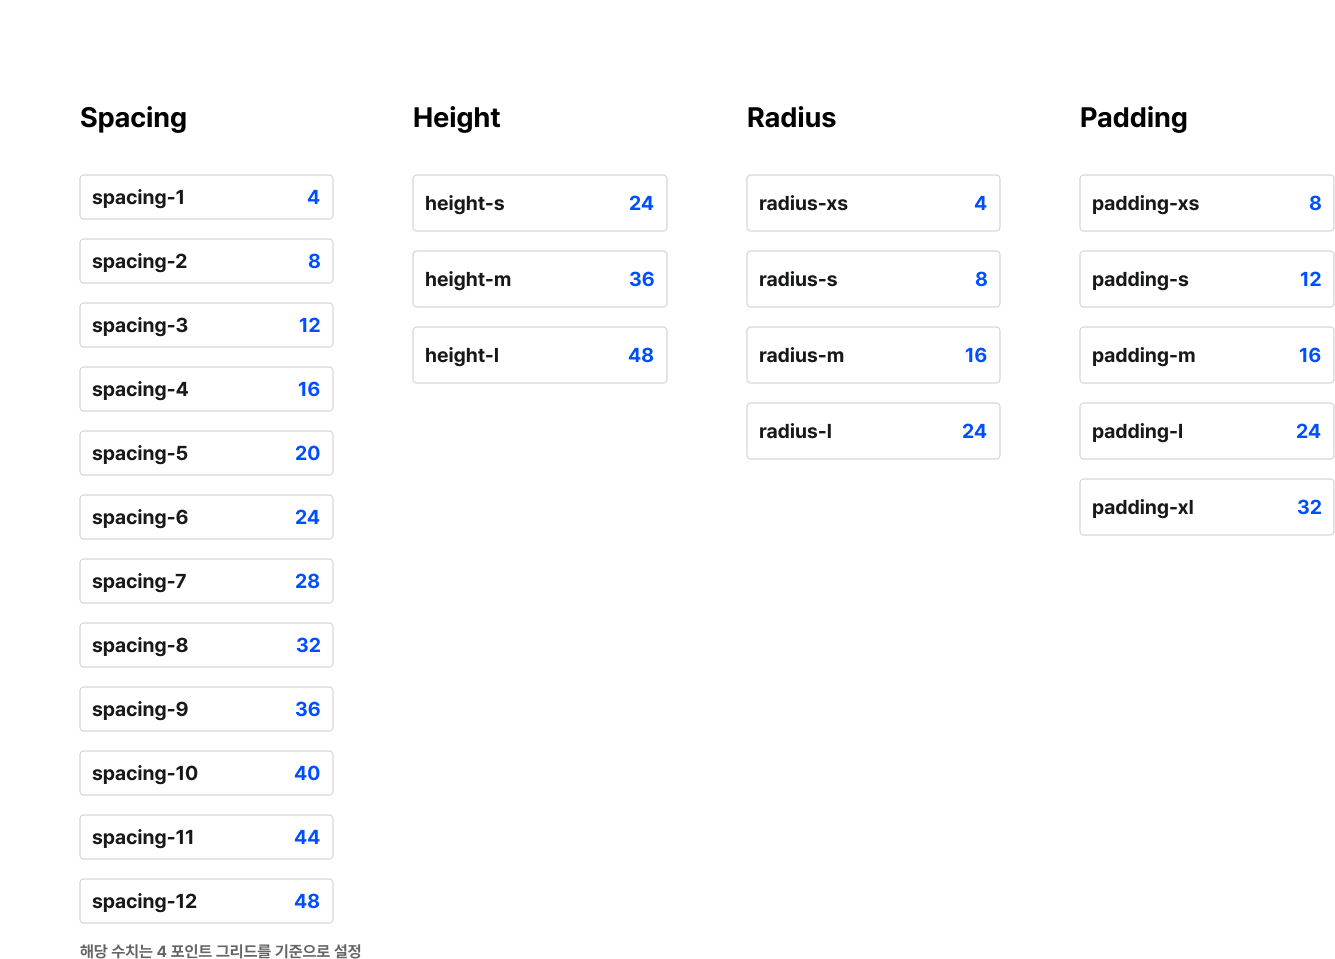 Spacing
spacing-1 4
spacing-2 8
spacing-3 12
spacing-4 16
spacing-5 20
spacing-6 24
spacing-7 28
spacing-8 32
spacing-9 36
spacing-10 40
spacing-11 44
spacing-12 48
해당 수치는 4 포인트 그리드를 기준으로 설정
Height
height-s 24
height-m 36
height-l 48
Radius
radius-xs 4
radius-s 8
radius-m 16
radius-l 24
Padding
padding-xs 8
padding-s 12
padding-m 16
padding-l 24
padding-xl 32